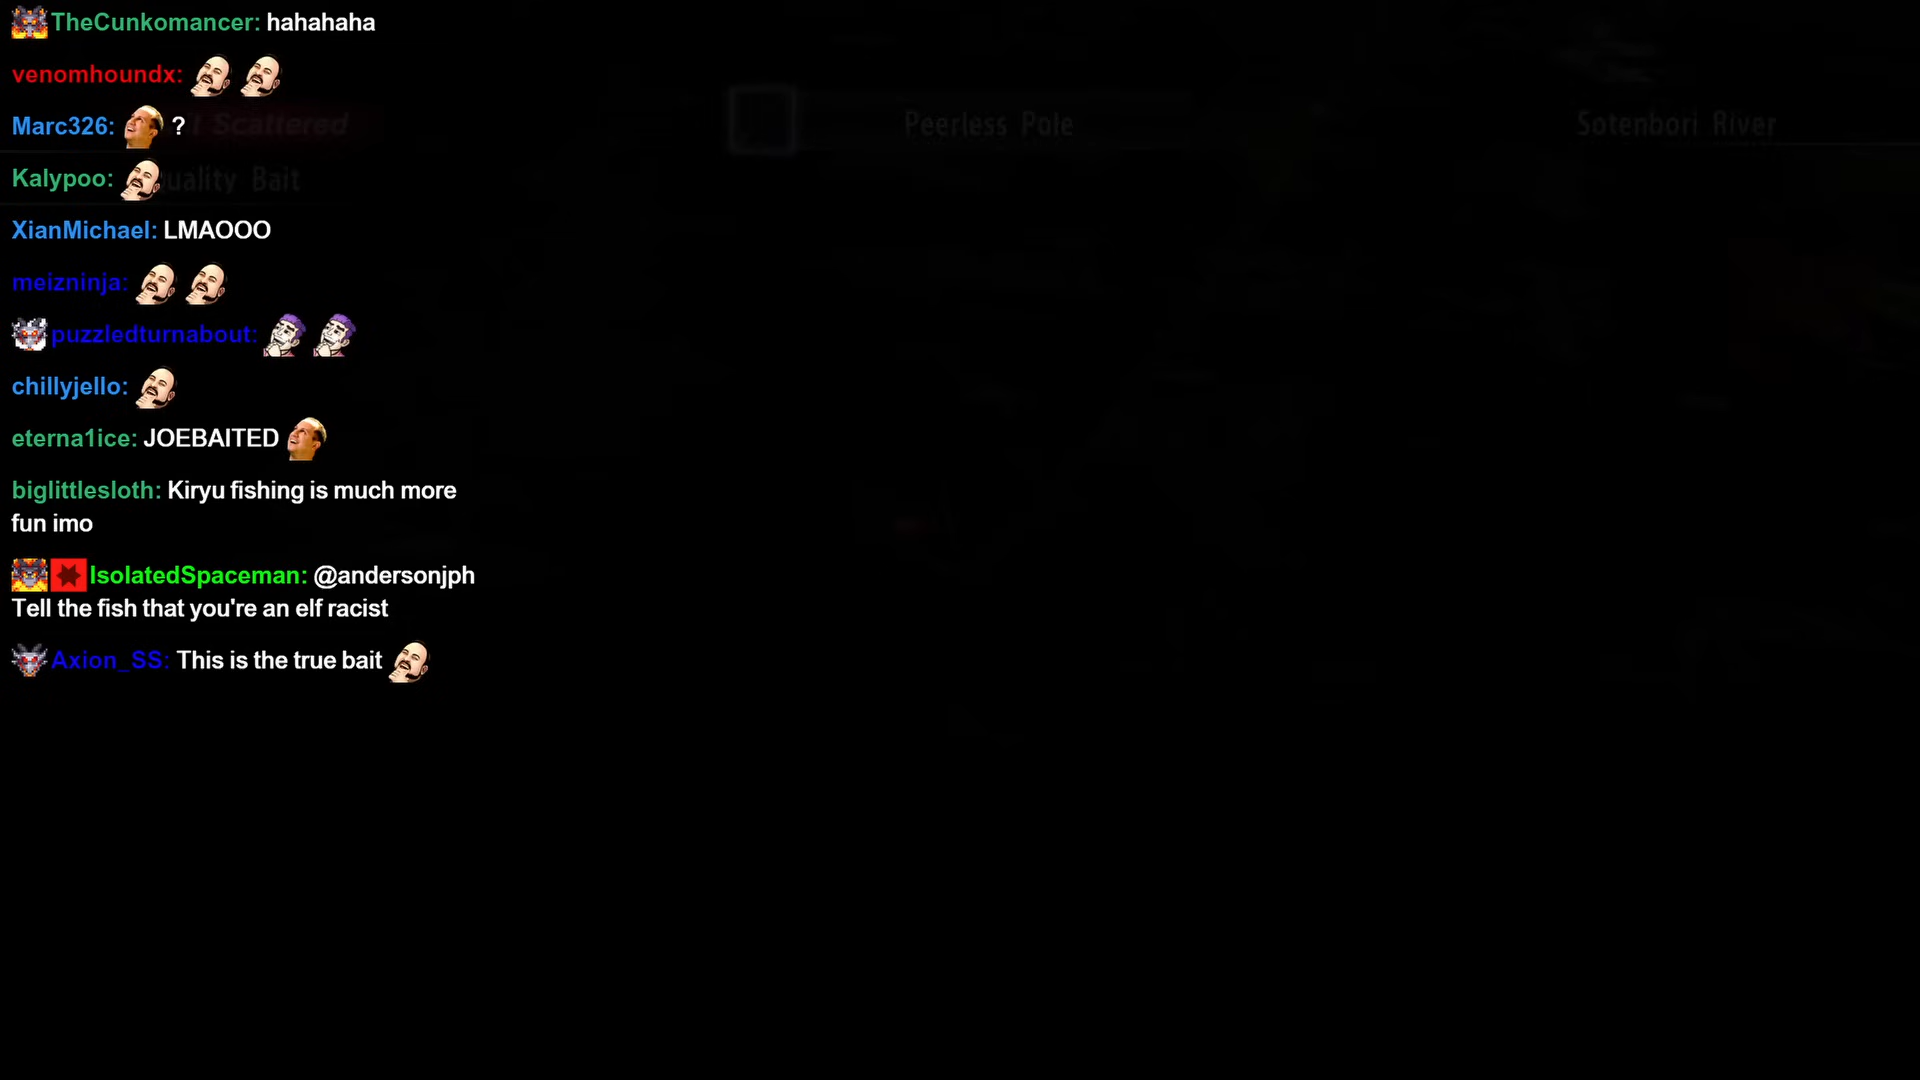 TheCunkomancer: hahahaha
venomhoundx:
Marc326: ?
Scattered
Peerless Pole
Sotenbori River
Kalypoo:
Bait
XianMichael: LMAOOO
meizninja:
puzzledturnabout:
chillyjello:
eterna1ice: JOEBAITED
biglittlesloth: Kiryu fishing is much more
fun imo
IsolatedSpaceman: @andersonjph
Tell the fish that you're an elf racist
Axion_SS: This is the true bait